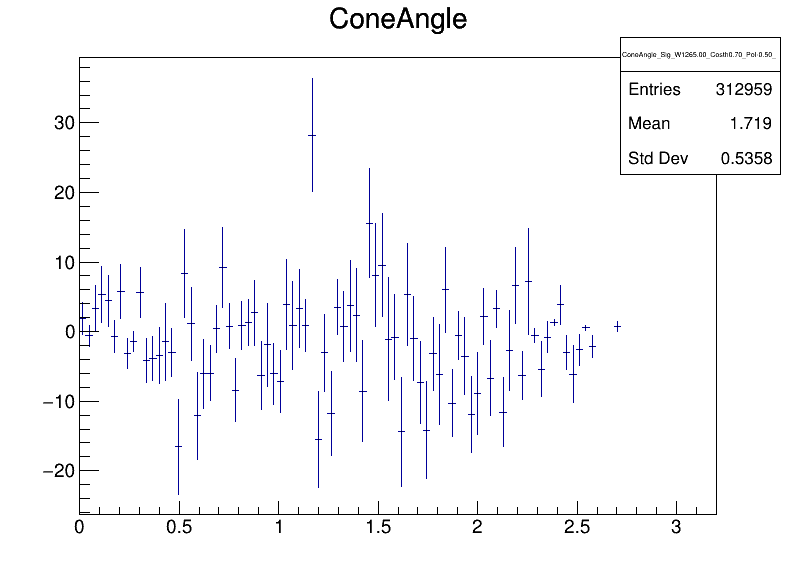 ConeAngle
ConeAngle_Sig_W1265.00_Costh0.70_Pol-0.50_
Entries 312959
Mean 1.719
Std Dev 0.5358
30
20
10
0
−10
−20
0 0.5 1 1.5 2 2.5 3